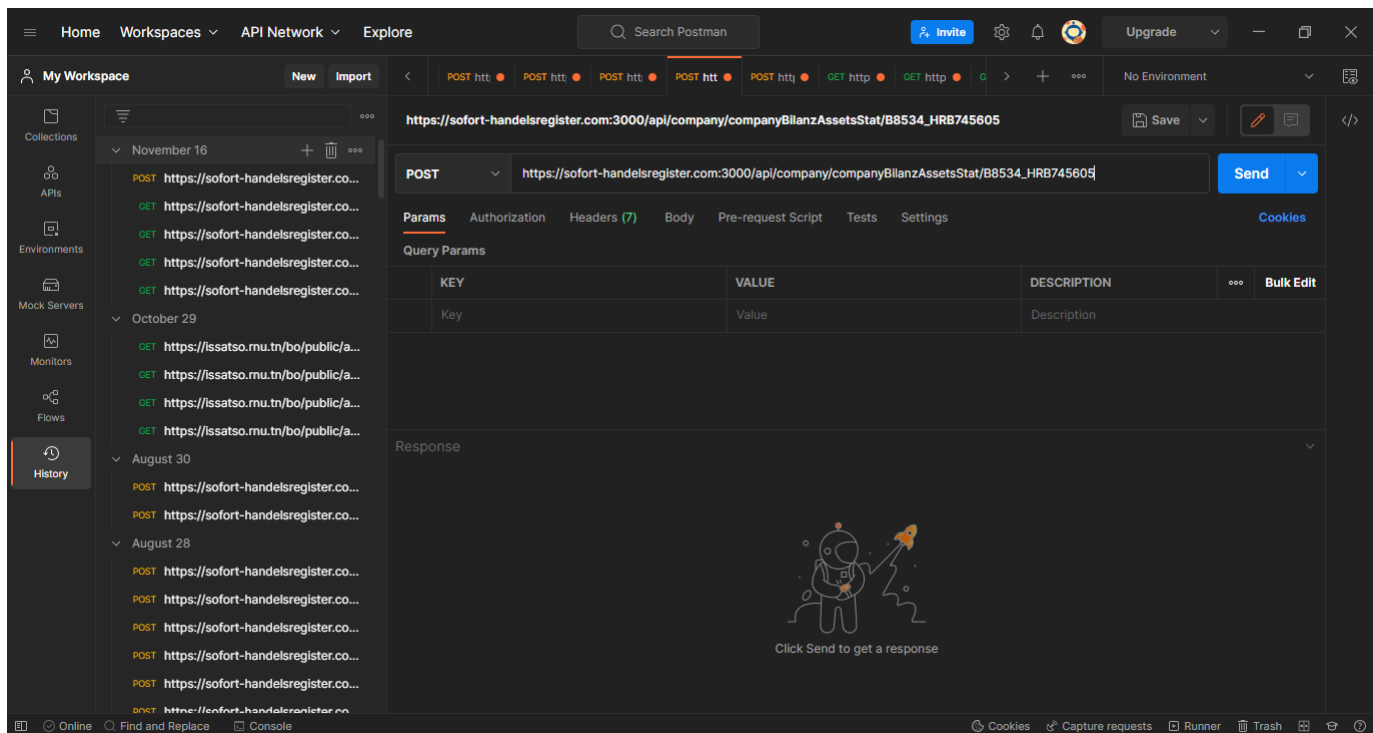 Home Workspaces API Network Explore Search Postman Invite Upgrade
My Workspace New Import POST htt POST htt POST htt POST htt POST htt GET http GET http G No Environment
Collections
APIs
Environments
Mock Servers
Monitors
Flows
History
November 16
POST https://sofort-handelsregister.co...
GET https://sofort-handelsregister.co...
GET https://sofort-handelsregister.co...
GET https://sofort-handelsregister.co...
GET https://sofort-handelsregister.co...
October 29
GET https://issatso.rnu.tn/bo/public/a...
GET https://issatso.rnu.tn/bo/public/a...
GET https://issatso.rnu.tn/bo/public/a...
GET https://issatso.rnu.tn/bo/public/a...
August 30
POST https://sofort-handelsregister.co...
POST https://sofort-handelsregister.co...
August 28
POST https://sofort-handelsregister.co...
POST https://sofort-handelsregister.co...
POST https://sofort-handelsregister.co...
POST https://sofort-handelsregister.co...
POST https://sofort-handelsregister.co...
POST https://sofort-handelsregister.co
https://sofort-handelsregister.com:3000/api/company/companyBilanzAssetsStat/B8534_HRB745605 Save
POST https://sofort-handelsregister.com:3000/api/company/companyBilanzAssetsStat/B8534_HRB745605 Send
Params Authorization Headers (7) Body Pre-request Script Tests Settings Cookies
Query Params
KEY VALUE DESCRIPTION Bulk Edit
Key Value Description
Response
Click Send to get a response
Online Find and Replace Console Cookies Capture requests Runner Trash